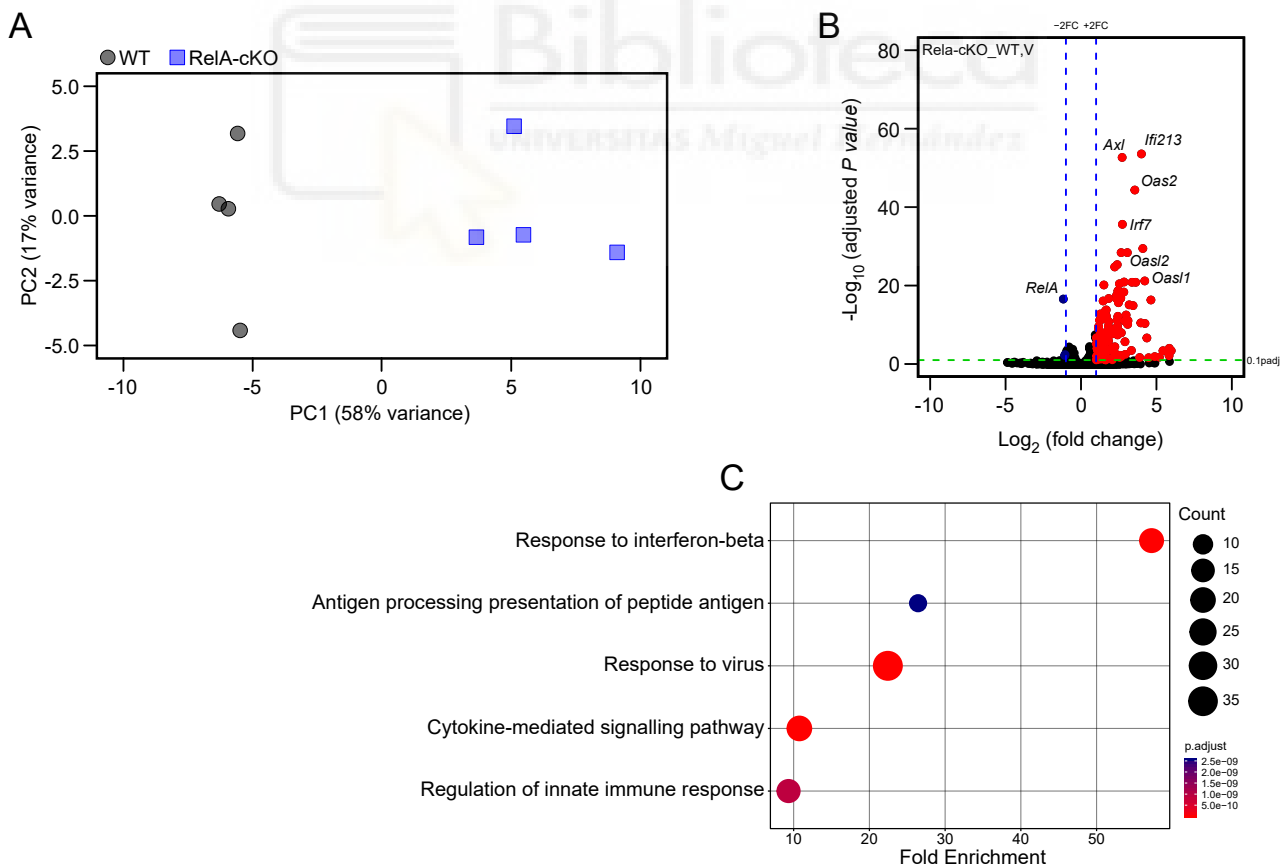 Biblioteca
UNIVERSITAS Miguel Hernández
A
WT RelA-cKO
5.0
2.5
0.0
-2.5
-5.0
PC2 (17% variance)
-10 -5 0 5 10
PC1 (58% variance)
B
−2FC +2FC
Rela-cKO_WT,V
80
60
40
20
0
-Log10 (adjusted P value)
Axl Ifi213
Oas2
Irf7
Oasl2
Oasl1
RelA
0.1padj
-10 -5 0 5 10
Log2 (fold change)
C
Response to interferon-beta
Antigen processing presentation of peptide antigen
Response to virus
Cytokine-mediated signalling pathway
Regulation of innate immune response
10 20 30 40 50
Fold Enrichment
Count
10
15
20
25
30
35
p.adjust
2.5e−09
2.0e−09
1.5e−09
1.0e−09
5.0e−10